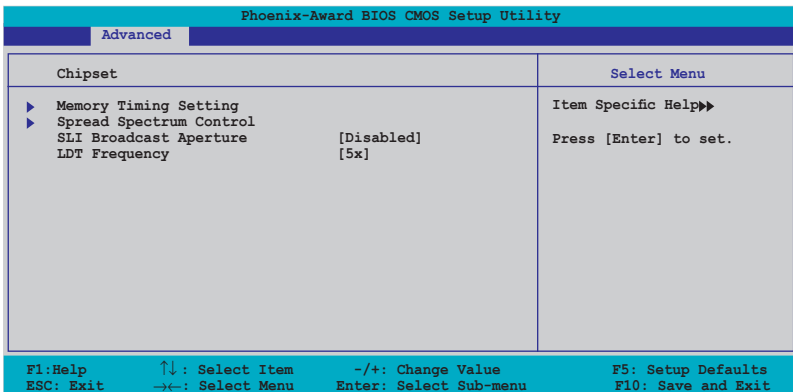 Phoenix-Award BIOS CMOS Setup Utility
Advanced
Chipset
Select Menu
Memory Timing Setting
Spread Spectrum Control
SLI Broadcast Aperture [Disabled]
LDT Frequency [5x]
Item Specific Help
Press [Enter] to set.
F1:Help ↑↓: Select Item -/+: Change Value F5: Setup Defaults
ESC: Exit →←: Select Menu Enter: Select Sub-menu F10: Save and Exit